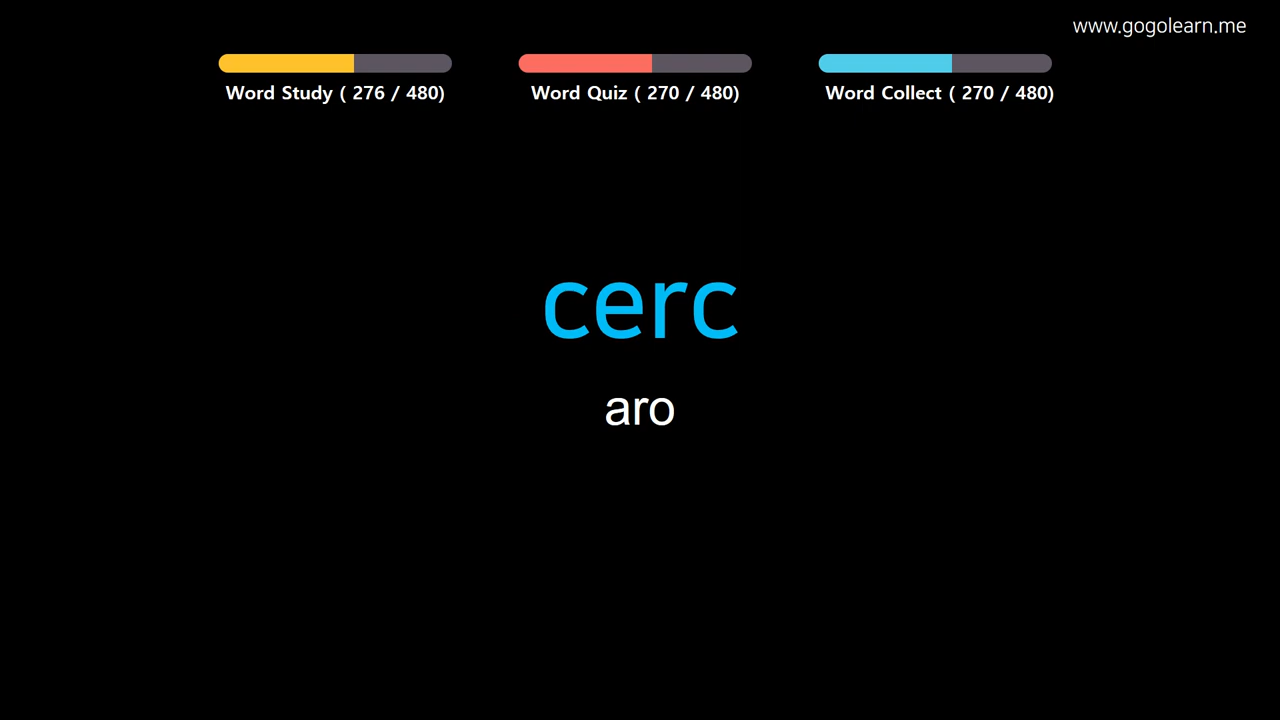 www.gogolearn.me
Word Study ( 276 / 480)
Word Quiz ( 270 / 480)
Word Collect ( 270 / 480)
cerc
aro